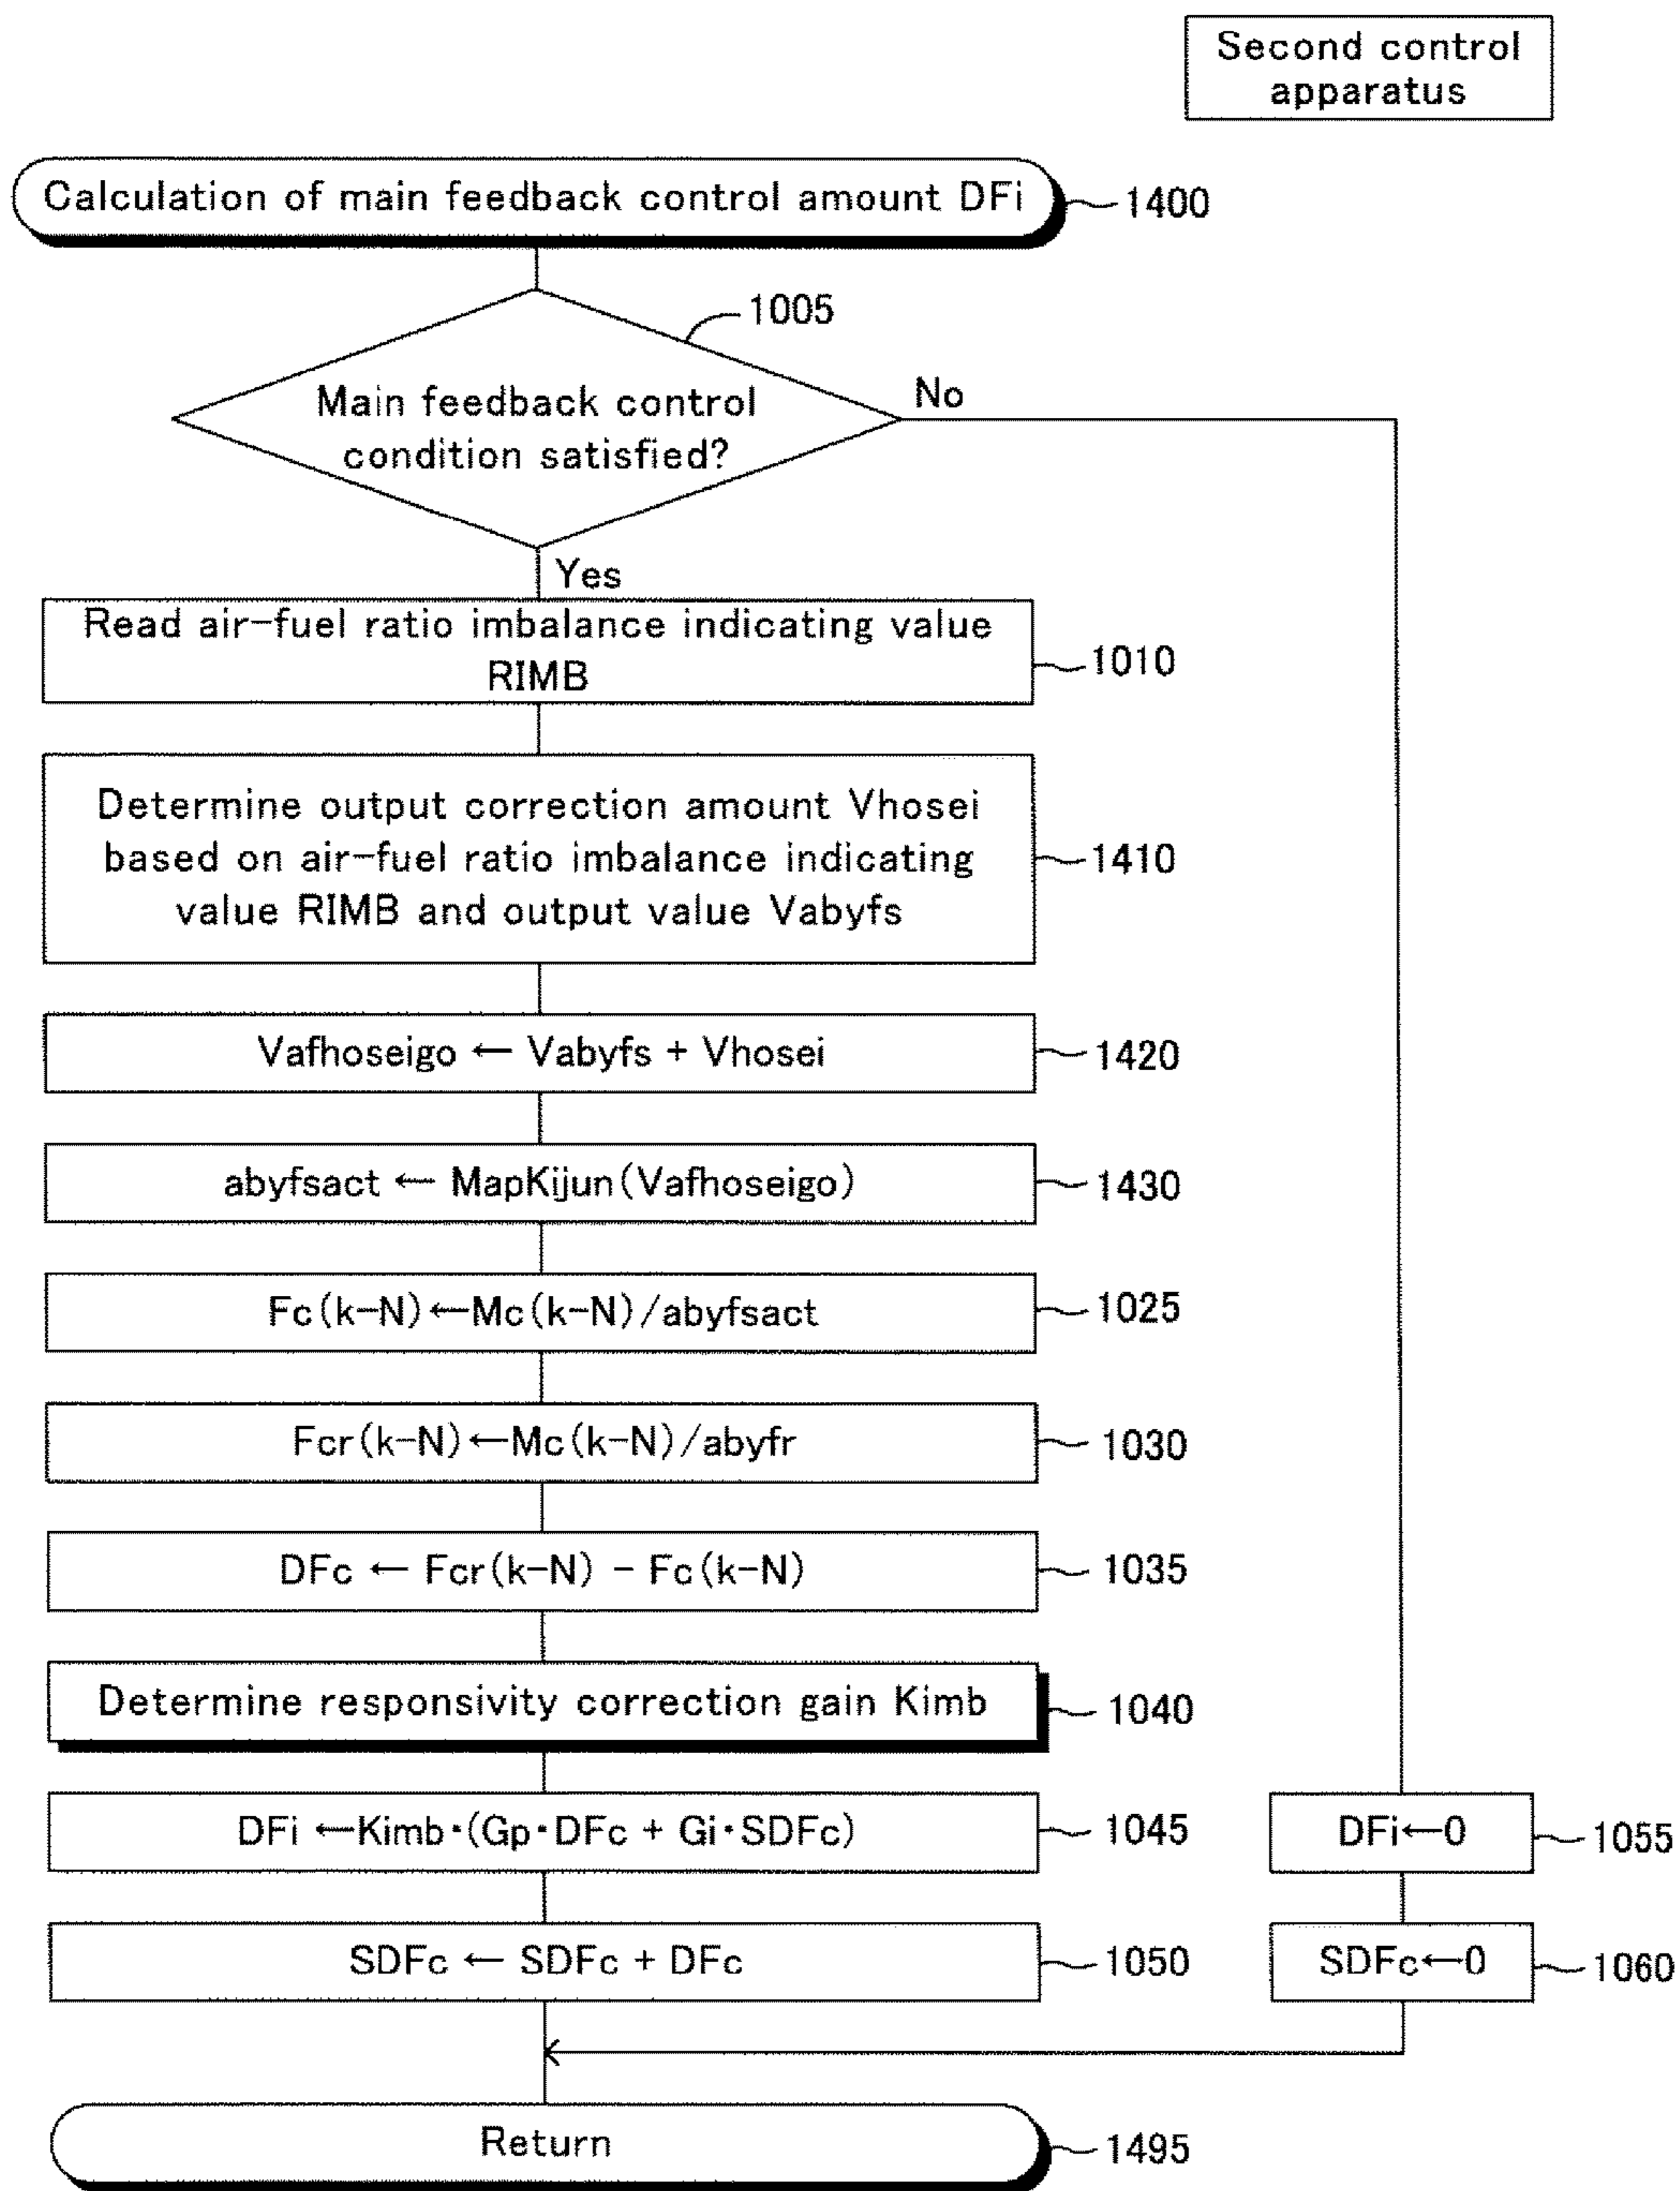 Second control
apparatus
Calculation of main feedback control amount DFi
1400
1005
Main feedback control
condition satisfied?
No
Yes
Read air-fuel ratio imbalance indicating value
RIMB
1010
Determine output correction amount Vhosei
based on air-fuel ratio imbalance indicating
value RIMB and output value Vabyfs
1410
Vafhoseigo ← Vabyfs + Vhosei
1420
abyfsact ← MapKijun(Vafhoseigo)
1430
Fc(k-N)←Mc(k-N)/abyfsact
1025
Fcr(k-N)←Mc(k-N)/abyfr
1030
DFc ← Fcr(k-N) - Fc(k-N)
1035
Determine responsivity correction gain Kimb
1040
DFi ←Kimb·(Gp·DFc + Gi·SDFc)
1045
DFi←0
1055
SDFc ← SDFc + DFc
1050
SDFc←0
1060
Return
1495